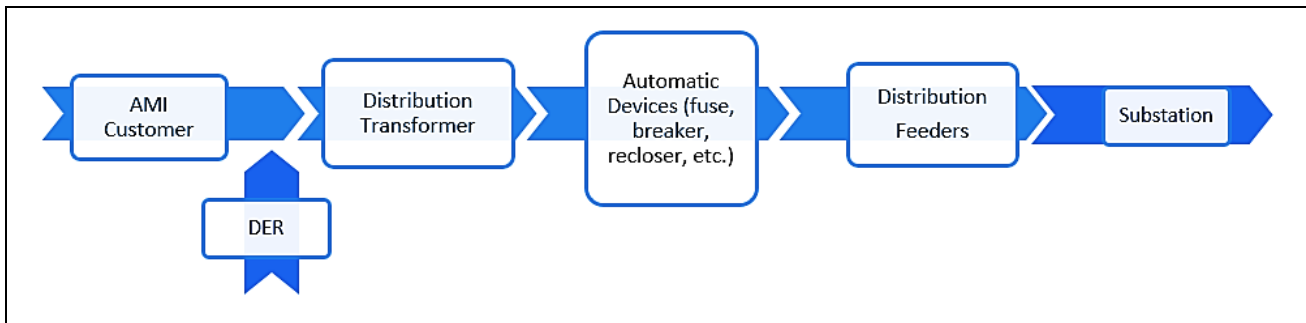 AMI
Customer
Distribution
Transformer
Automatic
Devices (fuse,
breaker,
recloser, etc.)
Distribution
Feeders
Substation
DER